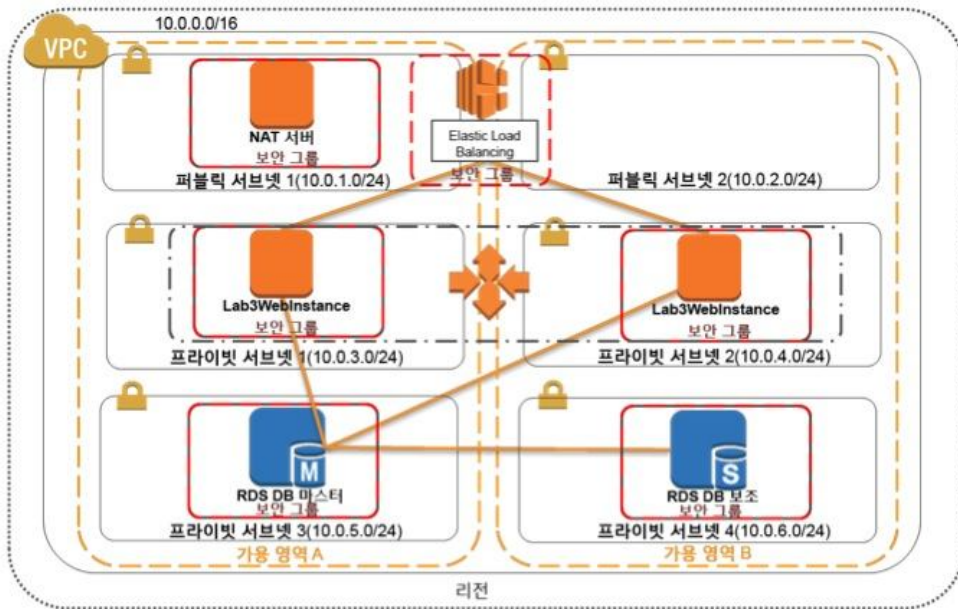 10.0.0.0/16
VPC
NAT 서버
보안 그룹
퍼블릭 서브넷 1(10.0.1.0/24)
Elastic Load
Balancing
보안 그룹
퍼블릭 서브넷 2(10.0.2.0/24)
Lab3WebInstance
보안 그룹
프라이빗 서브넷 1(10.0.3.0/24)
Lab3WebInstance
보안 그룹
프라이빗 서브넷 2(10.0.4.0/24)
M
RDS DB 마스터
보안 그룹
프라이빗 서브넷 3(10.0.5.0/24)
S
RDS DB 보조
보안 그룹
프라이빗 서브넷 4(10.0.6.0/24)
가용 영역 A
가용 영역 B
리전